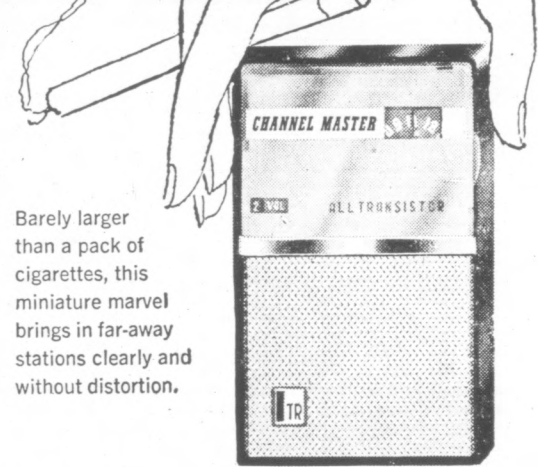 CHANNEL MASTER
ALL TRANSISTOR
Barely larger
than a pack of
cigarettes, this
miniature marvel
brings in far-away
stations clearly and
without distortion.
TR